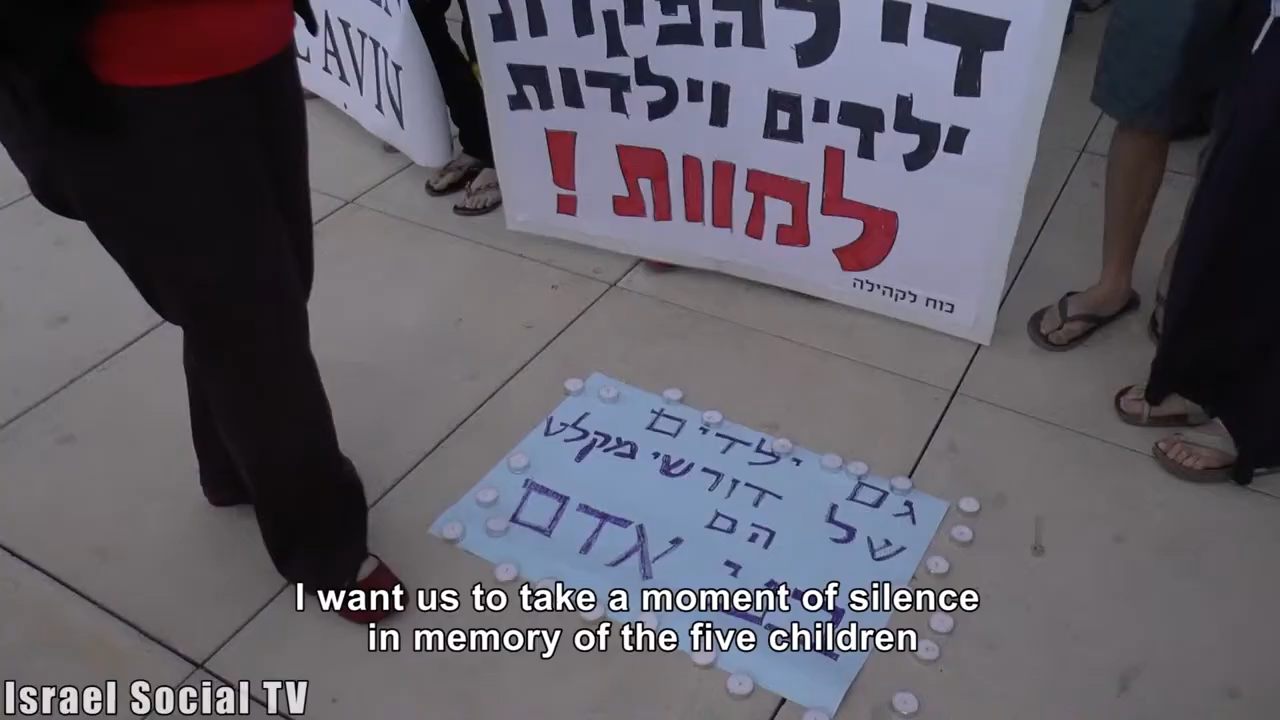 L AVIV
די להפקרת
ילדים וילדות
למוות!
כוח לקהילה
גם ילדים
של דורשי מקלט
הם
בני אדם
I want us to take a moment of silence
in memory of the five children
Israel Social TV